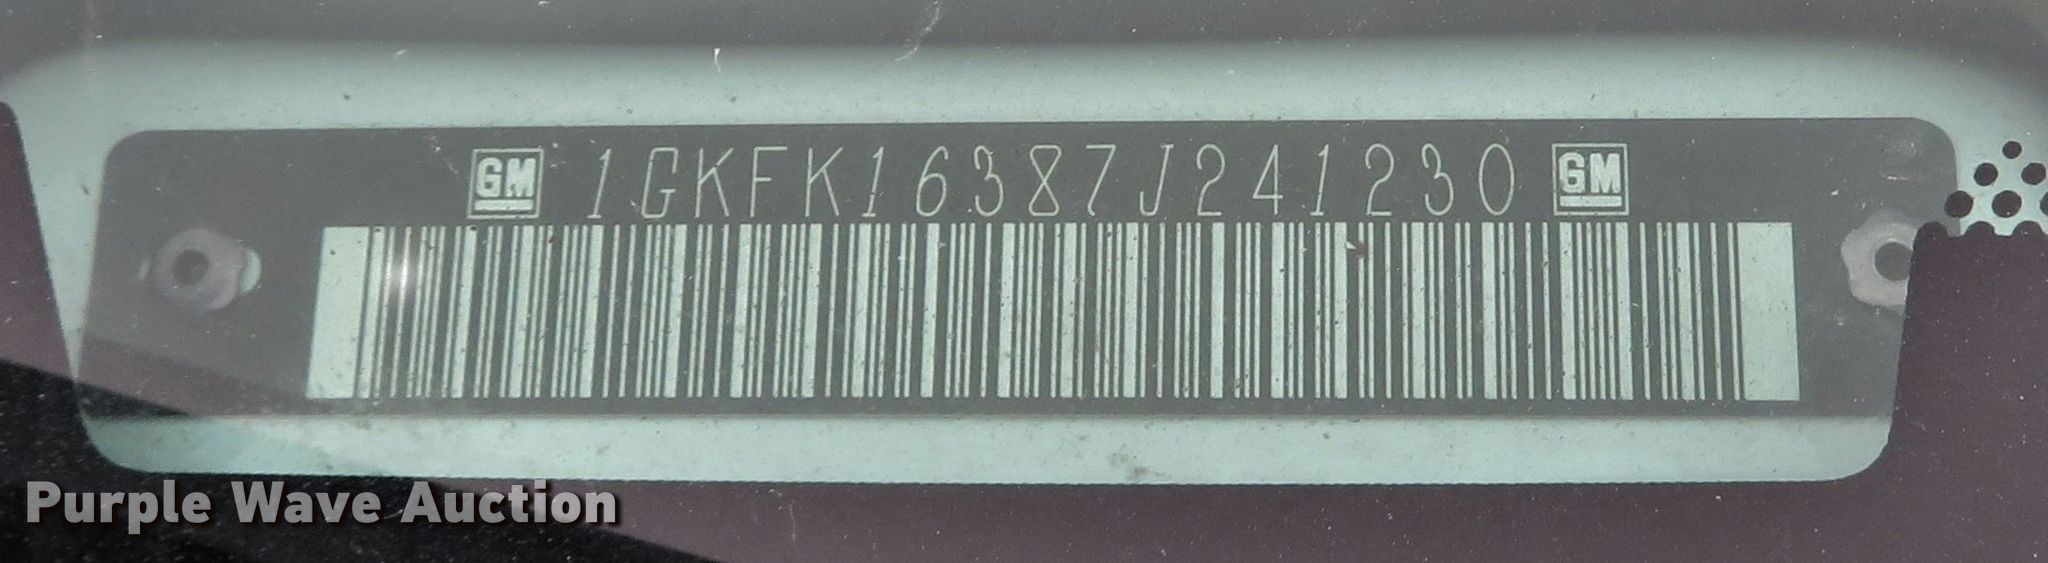 GM 1GKFK16387J241230 GM
Purple Wave Auction